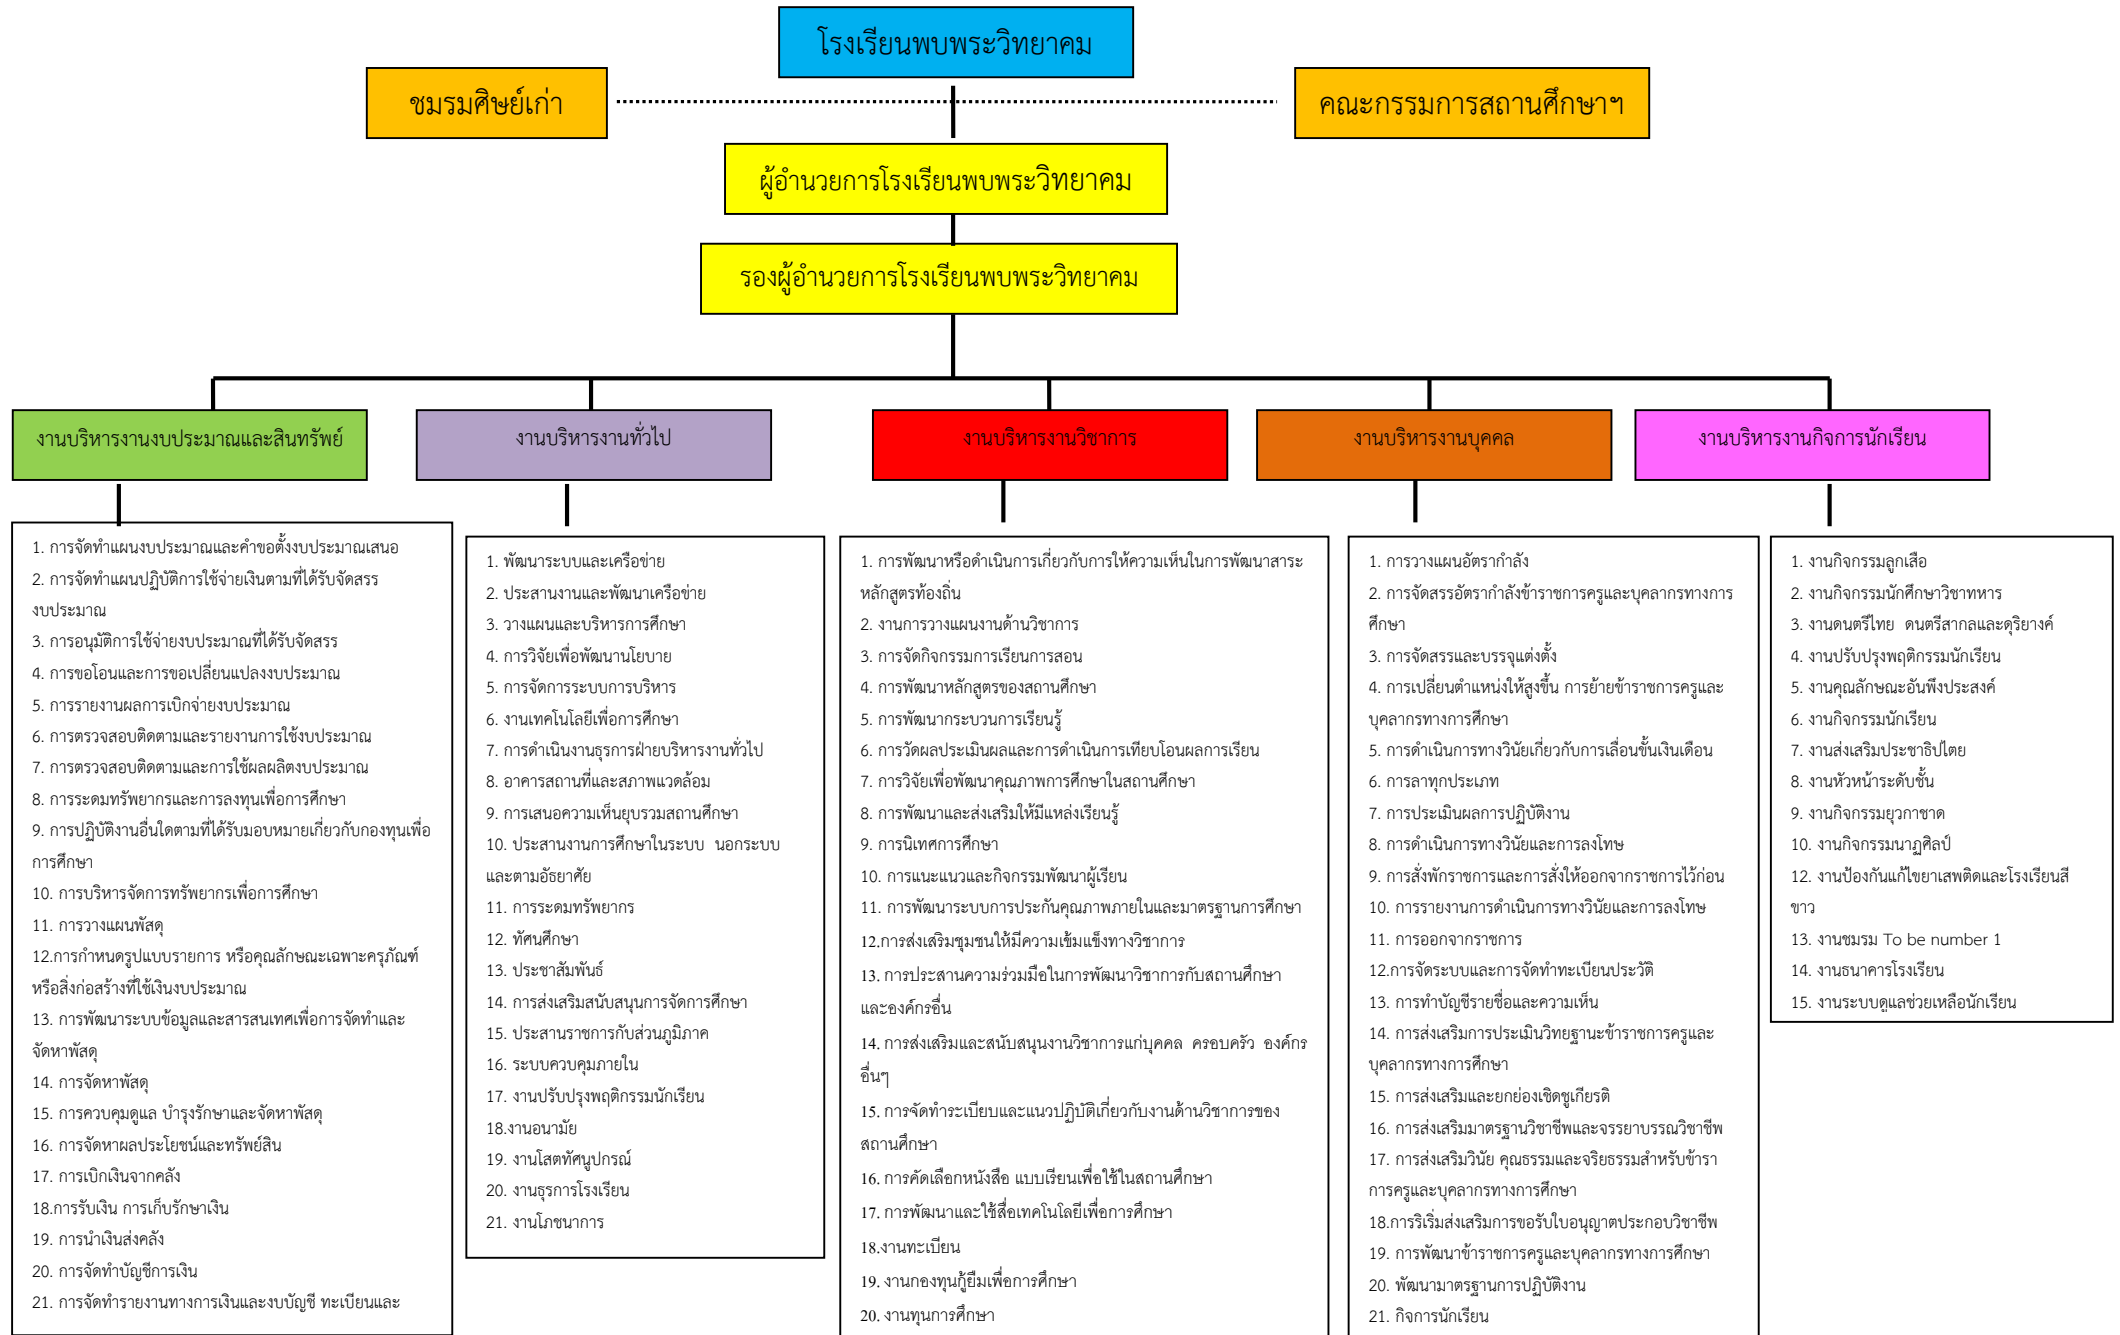 โรงเรียนพบพระวิทยาคม
ชมรมศิษย์เก่า
คณะกรรมการสถานศึกษาฯ
ผู้อำนวยการโรงเรียนพบพระวิทยาคม
รองผู้อำนวยการโรงเรียนพบพระวิทยาคม
งานบริหารงานงบประมาณและสินทรัพย์
งานบริหารงานทั่วไป
งานบริหารงานวิชาการ
งานบริหารงานบุคคล
งานบริหารงานกิจการนักเรียน
1. การจัดทำแผนงบประมาณและคำขอตั้งงบประมาณเสนอ
2. การจัดทำแผนปฏิบัติการใช้จ่ายเงินตามที่ได้รับจัดสรร
งบประมาณ
3. การอนุมัติการใช้จ่ายงบประมาณที่ได้รับจัดสรร
4. การขอโอนและการขอเปลี่ยนแปลงงบประมาณ
5. การรายงานผลการเบิกจ่ายงบประมาณ
6. การตรวจสอบติดตามและรายงานการใช้งบประมาณ
7. การตรวจสอบติดตามและการใช้ผลผลิตงบประมาณ
8. การระดมทรัพยากรและการลงทุนเพื่อการศึกษา
9. การปฏิบัติงานอื่นใดตามที่ได้รับมอบหมายเกี่ยวกับกองทุนเพื่อ
การศึกษา
10. การบริหารจัดการทรัพยากรเพื่อการศึกษา
11. การวางแผนพัสดุ
12.การกำหนดรูปแบบรายการ หรือคุณลักษณะเฉพาะครุภัณฑ์
หรือสิ่งก่อสร้างที่ใช้เงินงบประมาณ
13. การพัฒนาระบบข้อมูลและสารสนเทศเพื่อการจัดทำและ
จัดหาพัสดุ
14. การจัดหาพัสดุ
15. การควบคุมดูแล บำรุงรักษาและจัดหาพัสดุ
16. การจัดหาผลประโยชน์และทรัพย์สิน
17. การเบิกเงินจากคลัง
18.การรับเงิน การเก็บรักษาเงิน
19. การนำเงินส่งคลัง
20. การจัดทำบัญชีการเงิน
21. การจัดทำรายงานทางการเงินและงบบัญชี ทะเบียนและ
1. พัฒนาระบบและเครือข่าย
2. ประสานงานและพัฒนาเครือข่าย
3. วางแผนและบริหารการศึกษา
4. การวิจัยเพื่อพัฒนานโยบาย
5. การจัดการระบบการบริหาร
6. งานเทคโนโลยีเพื่อการศึกษา
7. การดำเนินงานธุรการฝ่ายบริหารงานทั่วไป
8. อาคารสถานที่และสภาพแวดล้อม
9. การเสนอความเห็นยุบรวมสถานศึกษา
10. ประสานงานการศึกษาในระบบ นอกระบบ
และตามอัธยาศัย
11. การระดมทรัพยากร
12. ทัศนศึกษา
13. ประชาสัมพันธ์
14. การส่งเสริมสนับสนุนการจัดการศึกษา
15. ประสานราชการกับส่วนภูมิภาค
16. ระบบควบคุมภายใน
17. งานปรับปรุงพฤติกรรมนักเรียน
18.งานอนามัย
19. งานโสตทัศนูปกรณ์
20. งานธุรการโรงเรียน
21. งานโภชนาการ
1. การพัฒนาหรือดำเนินการเกี่ยวกับการให้ความเห็นในการพัฒนาสาระ
หลักสูตรท้องถิ่น
2. งานการวางแผนงานด้านวิชาการ
3. การจัดกิจกรรมการเรียนการสอน
4. การพัฒนาหลักสูตรของสถานศึกษา
5. การพัฒนากระบวนการเรียนรู้
6. การวัดผลประเมินผลและการดำเนินการเทียบโอนผลการเรียน
7. การวิจัยเพื่อพัฒนาคุณภาพการศึกษาในสถานศึกษา
8. การพัฒนาและส่งเสริมให้มีแหล่งเรียนรู้
9. การนิเทศการศึกษา
10. การแนะแนวและกิจกรรมพัฒนาผู้เรียน
11. การพัฒนาระบบการประกันคุณภาพภายในและมาตรฐานการศึกษา
12.การส่งเสริมชุมชนให้มีความเข้มแข็งทางวิชาการ
13. การประสานความร่วมมือในการพัฒนาวิชาการกับสถานศึกษา
และองค์กรอื่น
14. การส่งเสริมและสนับสนุนงานวิชาการแก่บุคคล ครอบครัว องค์กร
อื่นๆ
15. การจัดทำระเบียบและแนวปฏิบัติเกี่ยวกับงานด้านวิชาการของ
สถานศึกษา
16. การคัดเลือกหนังสือ แบบเรียนเพื่อใช้ในสถานศึกษา
17. การพัฒนาและใช้สื่อเทคโนโลยีเพื่อการศึกษา
18.งานทะเบียน
19. งานกองทุนกู้ยืมเพื่อการศึกษา
20. งานทุนการศึกษา
1. การวางแผนอัตรากำลัง
2. การจัดสรรอัตรากำลังข้าราชการครูและบุคลากรทางการ
ศึกษา
3. การจัดสรรและบรรจุแต่งตั้ง
4. การเปลี่ยนตำแหน่งให้สูงขึ้น การย้ายข้าราชการครูและ
บุคลากรทางการศึกษา
5. การดำเนินการทางวินัยเกี่ยวกับการเลื่อนขั้นเงินเดือน
6. การลาทุกประเภท
7. การประเมินผลการปฏิบัติงาน
8. การดำเนินการทางวินัยและการลงโทษ
9. การสั่งพักราชการและการสั่งให้ออกจากราชการไว้ก่อน
10. การรายงานการดำเนินการทางวินัยและการลงโทษ
11. การออกจากราชการ
12.การจัดระบบและการจัดทำทะเบียนประวัติ
13. การทำบัญชีรายชื่อและความเห็น
14. การส่งเสริมการประเมินวิทยฐานะข้าราชการครูและ
บุคลากรทางการศึกษา
15. การส่งเสริมและยกย่องเชิดชูเกียรติ
16. การส่งเสริมมาตรฐานวิชาชีพและจรรยาบรรณวิชาชีพ
17. การส่งเสริมวินัย คุณธรรมและจริยธรรมสำหรับข้ารา
การครูและบุคลากรทางการศึกษา
18.การริเริ่มส่งเสริมการขอรับใบอนุญาตประกอบวิชาชีพ
19. การพัฒนาข้าราชการครูและบุคลากรทางการศึกษา
20. พัฒนามาตรฐานการปฏิบัติงาน
21. กิจการนักเรียน
1. งานกิจกรรมลูกเสือ
2. งานกิจกรรมนักศึกษาวิชาทหาร
3. งานดนตรีไทย ดนตรีสากลและดุริยางค์
4. งานปรับปรุงพฤติกรรมนักเรียน
5. งานคุณลักษณะอันพึงประสงค์
6. งานกิจกรรมนักเรียน
7. งานส่งเสริมประชาธิปไตย
8. งานหัวหน้าระดับชั้น
9. งานกิจกรรมยุวกาชาด
10. งานกิจกรรมนาฏศิลป์
12. งานป้องกันแก้ไขยาเสพติดและโรงเรียนสี
ขาว
13. งานชมรม To be number 1
14. งานธนาคารโรงเรียน
15. งานระบบดูแลช่วยเหลือนักเรียน